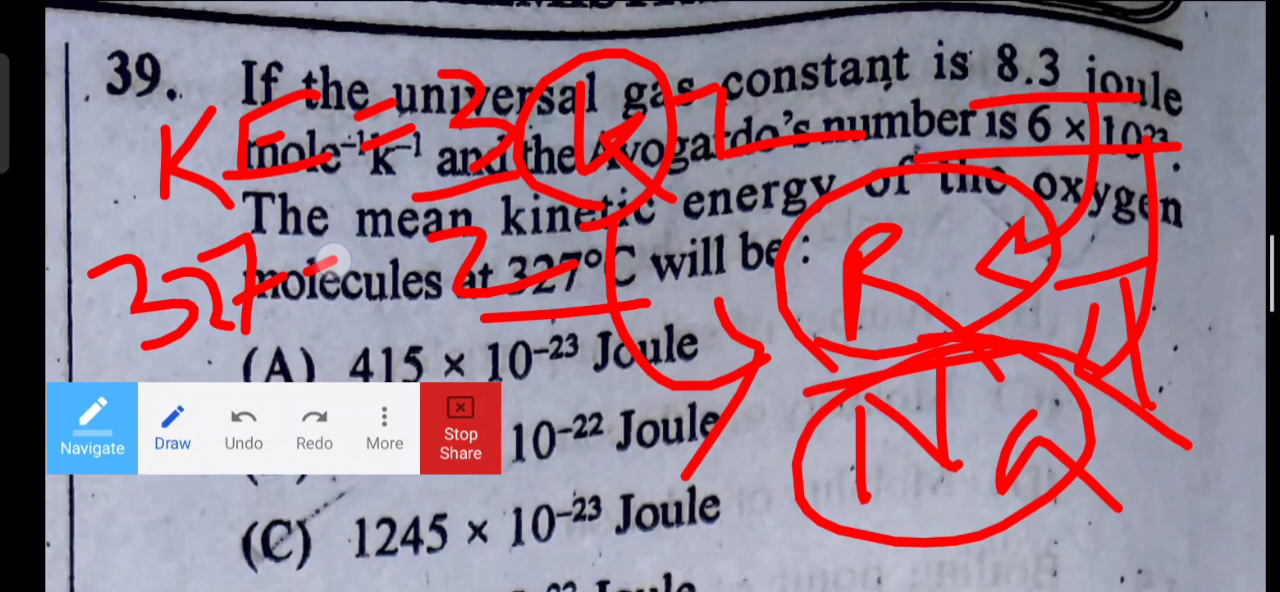 39. If the universal gas constant is 8.3 joule
mole⁻¹k⁻¹ and the Avogardo's number is 6 × 10²³.
The mean kinetic energy of the oxygen
molecules at 327°C will be :
(A) 415 × 10⁻²³ Joule
10⁻²² Joule
(C) 1245 × 10⁻²³ Joule
Joule
KE = 3 k T
2
327
R
Na
Navigate
Draw
Undo
Redo
More
Stop
Share